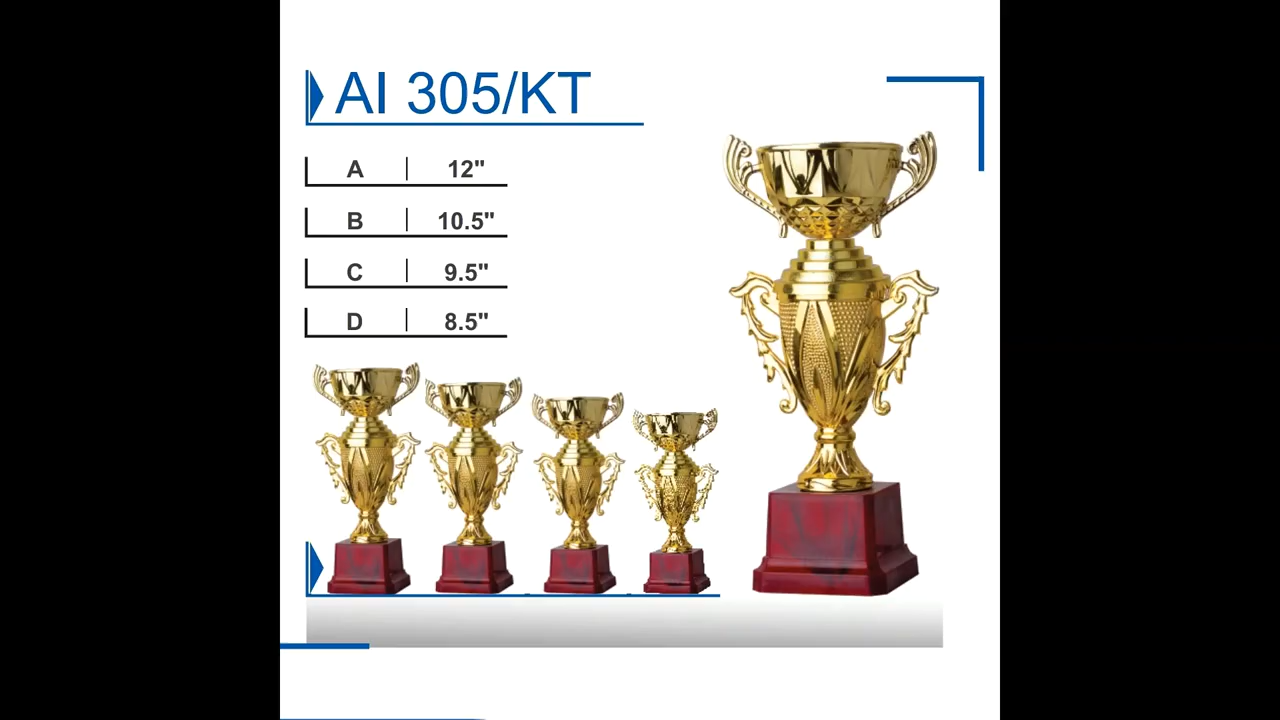 AI 305/KT
A | 12"
B | 10.5"
C | 9.5"
D | 8.5"